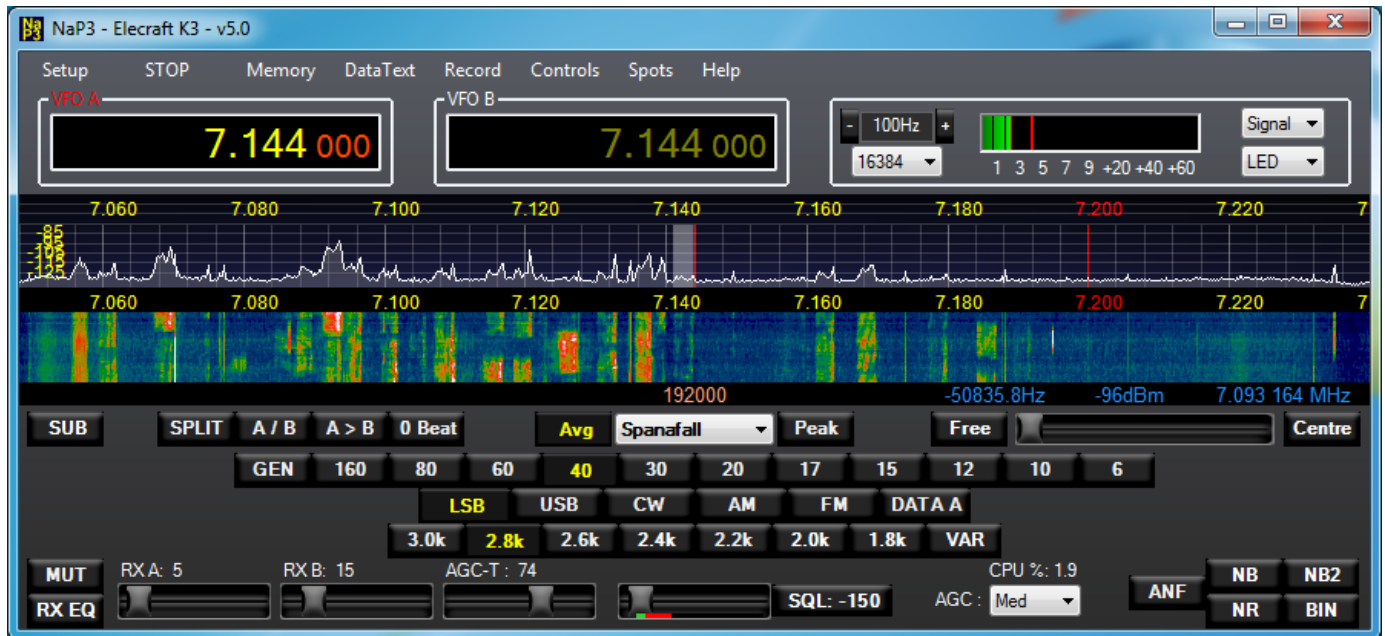 NaP3 - Elecraft K3 - v5.0
Setup STOP Memory DataText Record Controls Spots Help
VFO A VFO B
7.144 000 7.144 000
- 100Hz + Signal
16384 1 3 5 7 9 +20 +40 +60 LED
7.060 7.080 7.100 7.120 7.140 7.160 7.180 7.200 7.220 7
-85
-125
7.060 7.080 7.100 7.120 7.140 7.160 7.180 7.200 7.220 7
192000 -50835.8Hz -96dBm 7.093 164 MHz
SUB SPLIT A / B A > B 0 Beat Avg Spanafall Peak Free Centre
GEN 160 80 60 40 30 20 17 15 12 10 6
LSB USB CW AM FM DATA A
3.0k 2.8k 2.6k 2.4k 2.2k 2.0k 1.8k VAR
MUT RX A: 5 RX B: 15 AGC-T : 74 CPU %: 1.9 NB NB2
RX EQ SQL: -150 AGC : Med ANF NR BIN